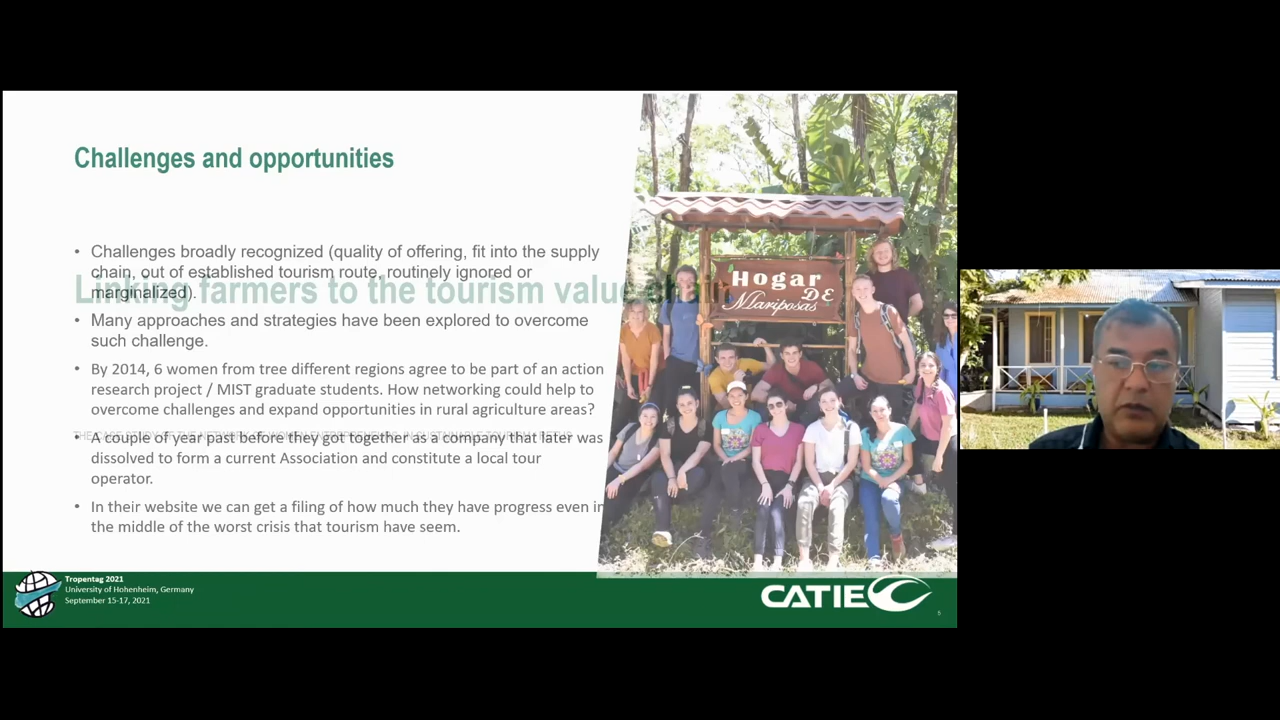 Challenges and opportunities
• Challenges broadly recognized (quality of offering, fit into the supply
chain, out of established tourism route, routinely ignored or
marginalized).
Linking farmers to the tourism value chain
• Many approaches and strategies have been explored to overcome
such challenge.
• By 2014, 6 women from tree different regions agree to be part of an action
research project / MIST graduate students. How networking could help to
overcome challenges and expand opportunities in rural agriculture areas?
• A couple of year past before they got together as a company that later was
dissolved to form a current Association and constitute a local tour
operator.
• In their website we can get a filing of how much they have progress even in
the middle of the worst crisis that tourism have seem.
Hogar
DE
Mariposas
Tropentag 2021
University of Hohenheim, Germany
September 15-17, 2021
CATIE
5